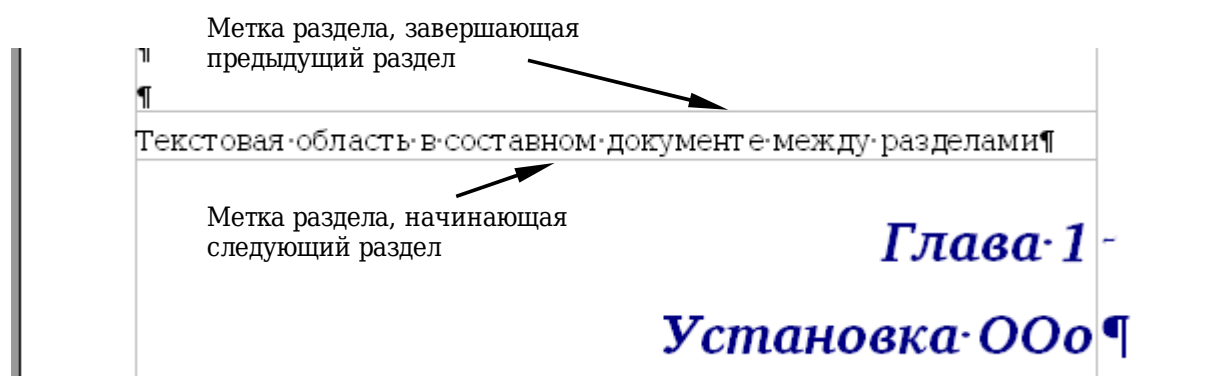 Метка раздела, завершающая
предыдущий раздел
¶
¶
Текстовая·область·в·составном·документе·между·разделами¶
Метка раздела, начинающая
следующий раздел
Глава·1
Установка·ООо¶